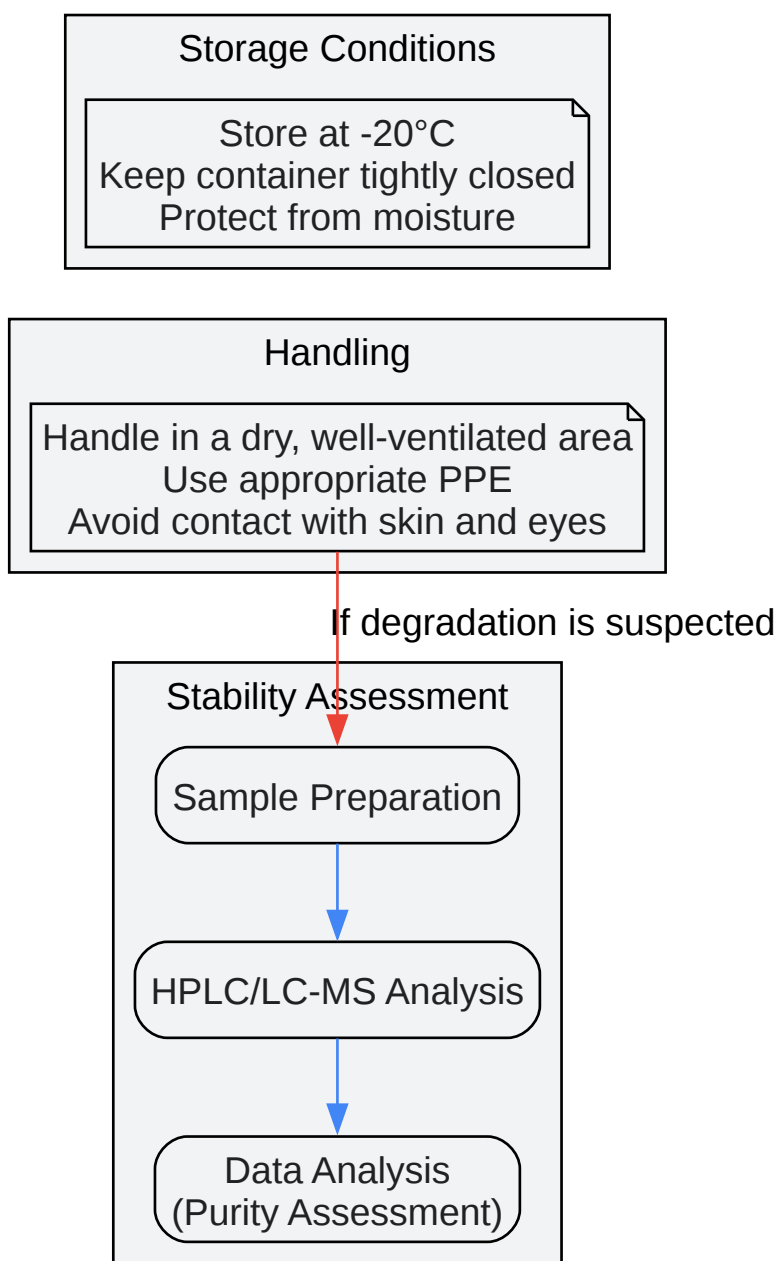 Storage Conditions
Store at -20°C
Keep container tightly closed
Protect from moisture
Handling
Handle in a dry, well-ventilated area
Use appropriate PPE
Avoid contact with skin and eyes
If degradation is suspected
Stability Assessment
Sample Preparation
HPLC/LC-MS Analysis
Data Analysis
(Purity Assessment)